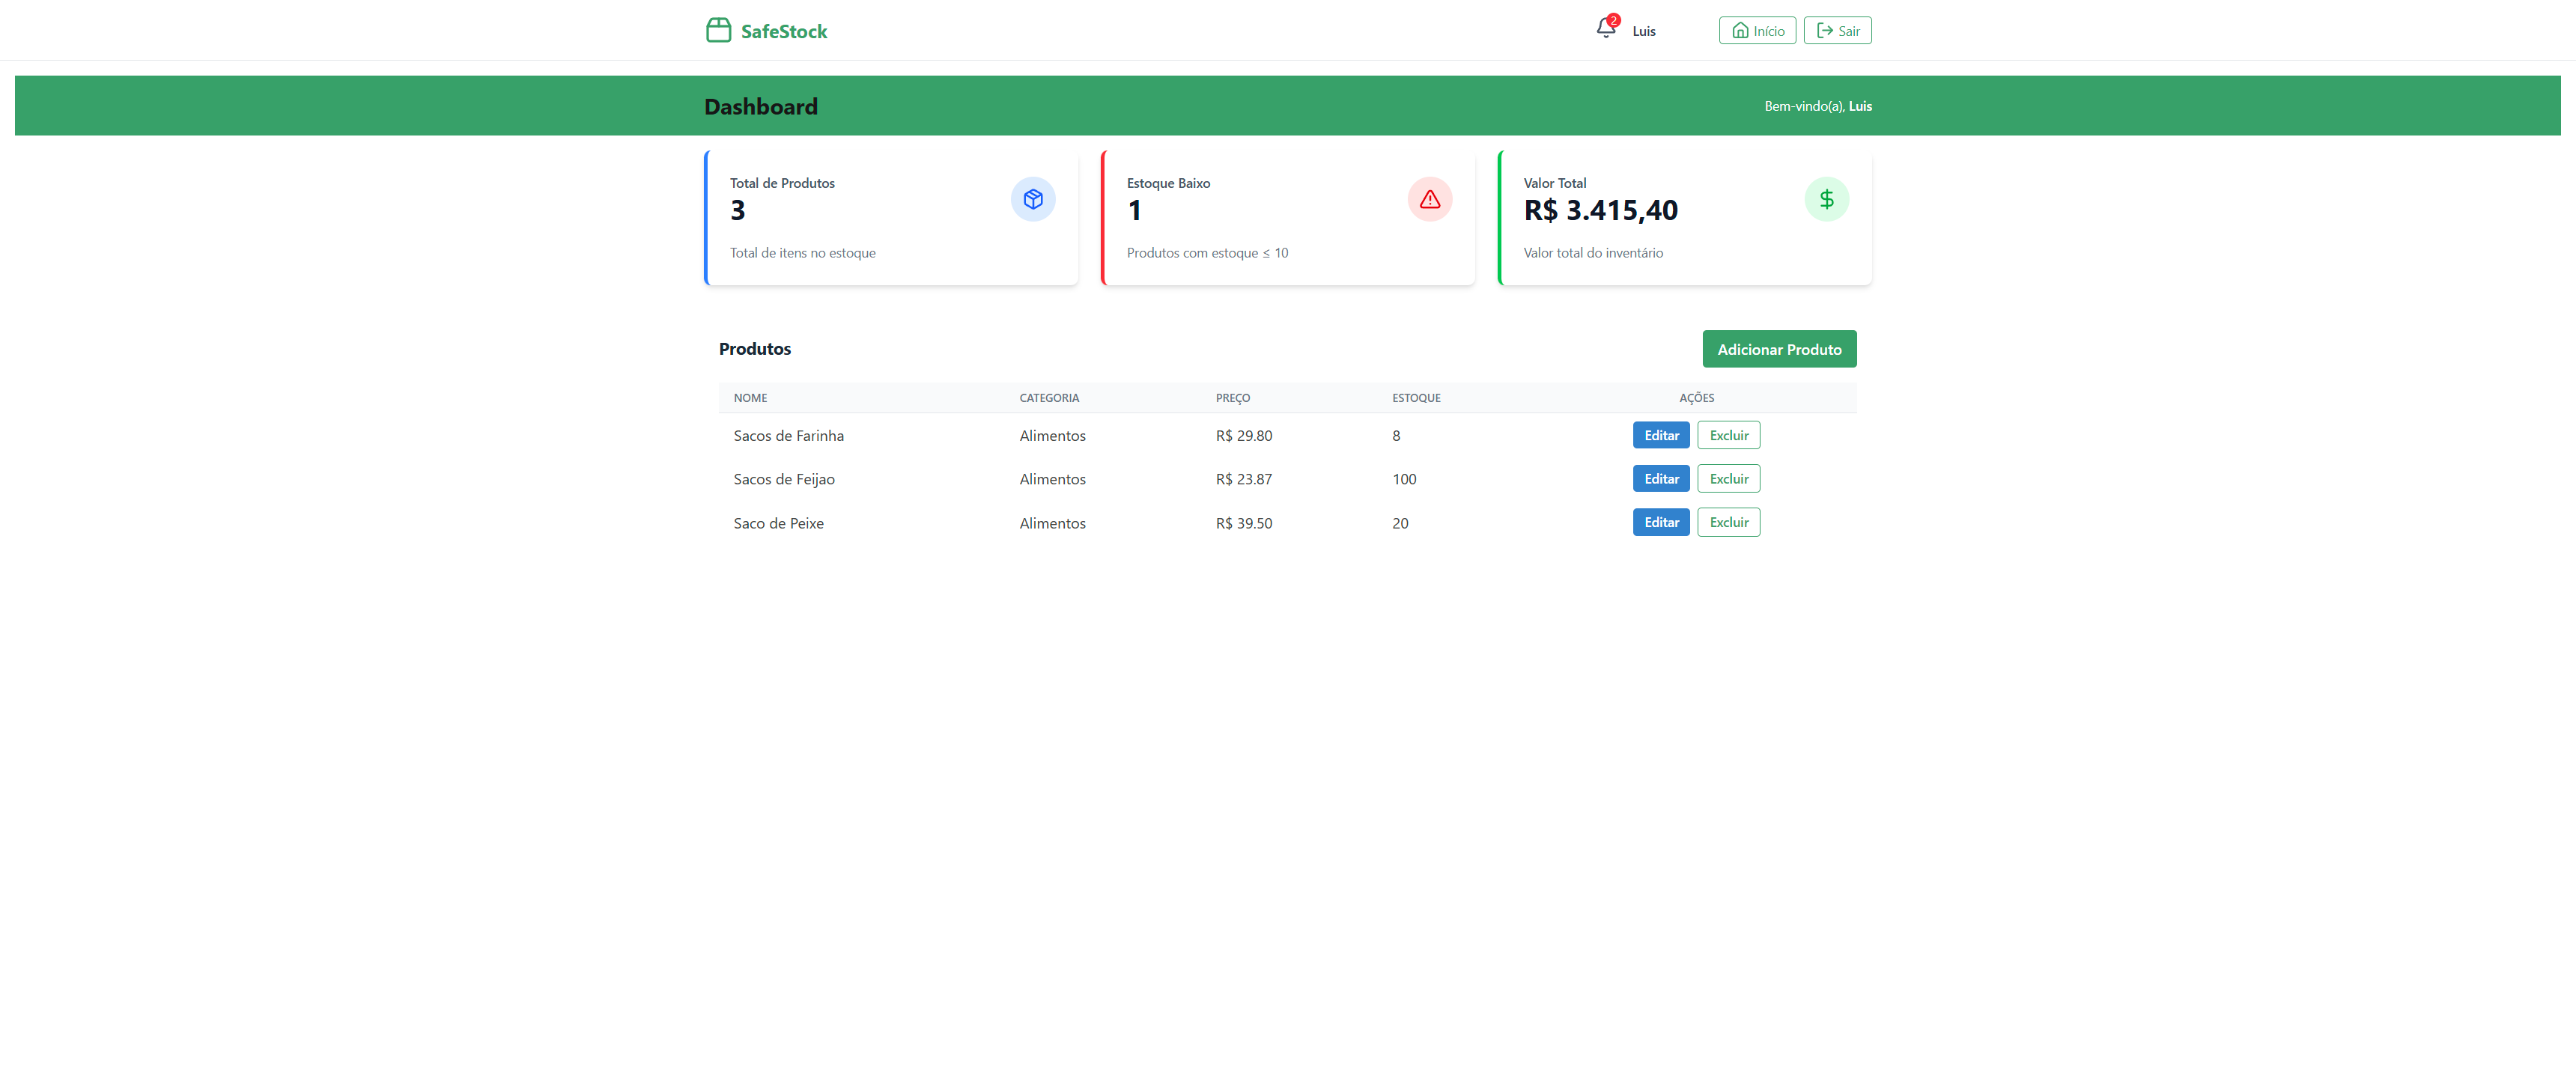 SafeStock
2
Luis
Início
Sair
Dashboard
Bem-vindo(a), Luis
Total de Produtos
3
Total de itens no estoque
Estoque Baixo
1
Produtos com estoque ≤ 10
Valor Total
R$ 3.415,40
Valor total do inventário
Produtos
Adicionar Produto
NOME CATEGORIA PREÇO ESTOQUE AÇÕES
Sacos de Farinha Alimentos R$ 29.80 8 Editar Excluir
Sacos de Feijao Alimentos R$ 23.87 100 Editar Excluir
Saco de Peixe Alimentos R$ 39.50 20 Editar Excluir